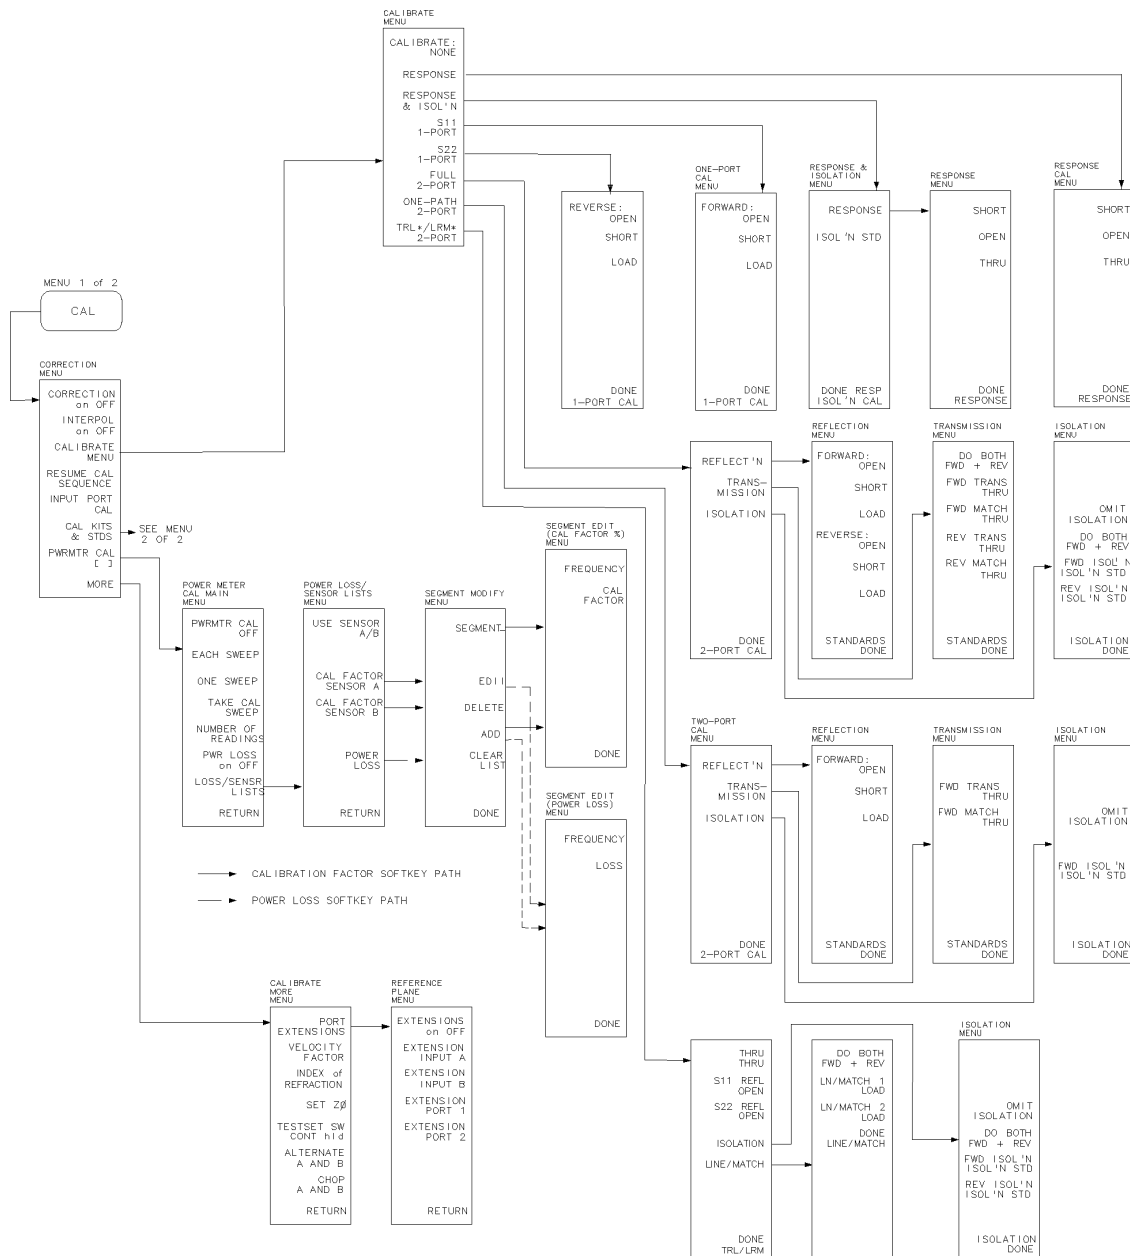 CALIBRATE
MENU
CALIBRATE:
NONE
RESPONSE
RESPONSE
& ISOL'N
S11
1-PORT
S22
1-PORT
FULL
2-PORT
ONE-PATH
2-PORT
TRL*/LRM*
2-PORT
REVERSE:
OPEN
SHORT
LOAD
DONE
1-PORT CAL
ONE-PORT
CAL
MENU
FORWARD:
OPEN
SHORT
LOAD
DONE
1-PORT CAL
RESPONSE &
ISOLATION
MENU
RESPONSE
ISOL'N STD
DONE RESP
ISOL'N CAL
RESPONSE
MENU
SHORT
OPEN
THRU
DONE
RESPONSE
RESPONSE
CAL
MENU
SHORT
OPEN
THRU
DONE
RESPONSE
MENU 1 of 2
CAL
CORRECTION
MENU
CORRECTION
on OFF
INTERPOL
on OFF
CALIBRATE
MENU
RESUME CAL
SEQUENCE
INPUT PORT
CAL
CAL KITS
& STDS
SEE MENU
2 OF 2
PWRMTR CAL
[ ]
MORE
REFLECT'N
TRANS-
MISSION
ISOLATION
DONE
2-PORT CAL
REFLECTION
MENU
FORWARD:
OPEN
SHORT
LOAD
REVERSE:
OPEN
SHORT
LOAD
STANDARDS
DONE
TRANSMISSION
MENU
DO BOTH
FWD + REV
FWD TRANS
THRU
FWD MATCH
THRU
REV TRANS
THRU
REV MATCH
THRU
STANDARDS
DONE
ISOLATION
MENU
OMIT
ISOLATION
DO BOTH
FWD + REV
FWD ISOL'N
ISOL'N STD
REV ISOL'N
ISOL'N STD
ISOLATION
DONE
POWER METER
CAL MAIN
MENU
PWRMTR CAL
OFF
EACH SWEEP
ONE SWEEP
TAKE CAL
SWEEP
NUMBER OF
READINGS
PWR LOSS
on OFF
LOSS/SENSR
LISTS
RETURN
POWER LOSS/
SENSOR LISTS
MENU
USE SENSOR
A/B
CAL FACTOR
SENSOR A
CAL FACTOR
SENSOR B
POWER
LOSS
RETURN
SEGMENT MODIFY
MENU
SEGMENT
EDIT
DELETE
ADD
CLEAR
LIST
DONE
SEGMENT EDIT
(CAL FACTOR %)
MENU
FREQUENCY
CAL
FACTOR
DONE
SEGMENT EDIT
(POWER LOSS)
MENU
FREQUENCY
LOSS
DONE
CALIBRATION FACTOR SOFTKEY PATH
POWER LOSS SOFTKEY PATH
TWO-PORT
CAL
MENU
REFLECT'N
TRANS-
MISSION
ISOLATION
DONE
2-PORT CAL
REFLECTION
MENU
FORWARD:
OPEN
SHORT
LOAD
STANDARDS
DONE
TRANSMISSION
MENU
FWD TRANS
THRU
FWD MATCH
THRU
STANDARDS
DONE
ISOLATION
MENU
OMIT
ISOLATION
FWD ISOL'N
ISOL'N STD
ISOLATION
DONE
CALIBRATE
MORE
MENU
PORT
EXTENSIONS
VELOCITY
FACTOR
INDEX of
REFRACTION
SET ZØ
TESTSET SW
CONT hld
ALTERNATE
A AND B
CHOP
A AND B
RETURN
REFERENCE
PLANE
MENU
EXTENSIONS
on OFF
EXTENSION
INPUT A
EXTENSION
INPUT B
EXTENSION
PORT 1
EXTENSION
PORT 2
RETURN
THRU
THRU
S11 REFL
OPEN
S22 REFL
OPEN
ISOLATION
LINE/MATCH
DONE
TRL/LRM
DO BOTH
FWD + REV
LN/MATCH 1
LOAD
LN/MATCH 2
LOAD
DONE
LINE/MATCH
ISOLATION
MENU
OMIT
ISOLATION
DO BOTH
FWD + REV
FWD ISOL'N
ISOL'N STD
REV ISOL'N
ISOL'N STD
ISOLATION
DONE